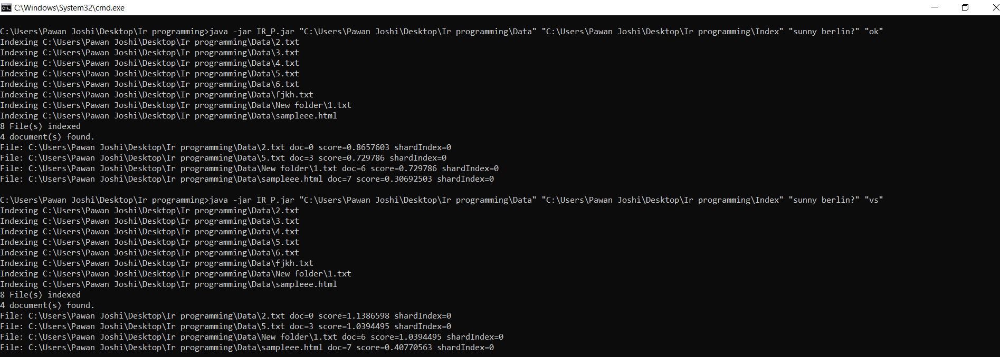 C:\Windows\System32\cmd.exe
C:\Users\Pawan Joshi\Desktop\Ir programming>java -jar IR_P.jar "C:\Users\Pawan Joshi\Desktop\Ir programming\Data" "C:\Users\Pawan Joshi\Desktop\Ir programming\Index" "sunny berlin?" "ok"
Indexing C:\Users\Pawan Joshi\Desktop\Ir programming\Data\2.txt
Indexing C:\Users\Pawan Joshi\Desktop\Ir programming\Data\3.txt
Indexing C:\Users\Pawan Joshi\Desktop\Ir programming\Data\4.txt
Indexing C:\Users\Pawan Joshi\Desktop\Ir programming\Data\5.txt
Indexing C:\Users\Pawan Joshi\Desktop\Ir programming\Data\6.txt
Indexing C:\Users\Pawan Joshi\Desktop\Ir programming\Data\fjkh.txt
Indexing C:\Users\Pawan Joshi\Desktop\Ir programming\Data\New folder\1.txt
Indexing C:\Users\Pawan Joshi\Desktop\Ir programming\Data\sampleee.html
8 File(s) indexed
4 document(s) found.
File: C:\Users\Pawan Joshi\Desktop\Ir programming\Data\2.txt doc=0 score=0.8657603 shardIndex=0
File: C:\Users\Pawan Joshi\Desktop\Ir programming\Data\5.txt doc=3 score=0.729786 shardIndex=0
File: C:\Users\Pawan Joshi\Desktop\Ir programming\Data\New folder\1.txt doc=6 score=0.729786 shardIndex=0
File: C:\Users\Pawan Joshi\Desktop\Ir programming\Data\sampleee.html doc=7 score=0.30692503 shardIndex=0
C:\Users\Pawan Joshi\Desktop\Ir programming>java -jar IR_P.jar "C:\Users\Pawan Joshi\Desktop\Ir programming\Data" "C:\Users\Pawan Joshi\Desktop\Ir programming\Index" "sunny berlin?" "vs"
Indexing C:\Users\Pawan Joshi\Desktop\Ir programming\Data\2.txt
Indexing C:\Users\Pawan Joshi\Desktop\Ir programming\Data\3.txt
Indexing C:\Users\Pawan Joshi\Desktop\Ir programming\Data\4.txt
Indexing C:\Users\Pawan Joshi\Desktop\Ir programming\Data\5.txt
Indexing C:\Users\Pawan Joshi\Desktop\Ir programming\Data\6.txt
Indexing C:\Users\Pawan Joshi\Desktop\Ir programming\Data\fjkh.txt
Indexing C:\Users\Pawan Joshi\Desktop\Ir programming\Data\New folder\1.txt
Indexing C:\Users\Pawan Joshi\Desktop\Ir programming\Data\sampleee.html
8 File(s) indexed
4 document(s) found.
File: C:\Users\Pawan Joshi\Desktop\Ir programming\Data\2.txt doc=0 score=1.1386598 shardIndex=0
File: C:\Users\Pawan Joshi\Desktop\Ir programming\Data\5.txt doc=3 score=1.0394495 shardIndex=0
File: C:\Users\Pawan Joshi\Desktop\Ir programming\Data\New folder\1.txt doc=6 score=1.0394495 shardIndex=0
File: C:\Users\Pawan Joshi\Desktop\Ir programming\Data\sampleee.html doc=7 score=0.40770563 shardIndex=0